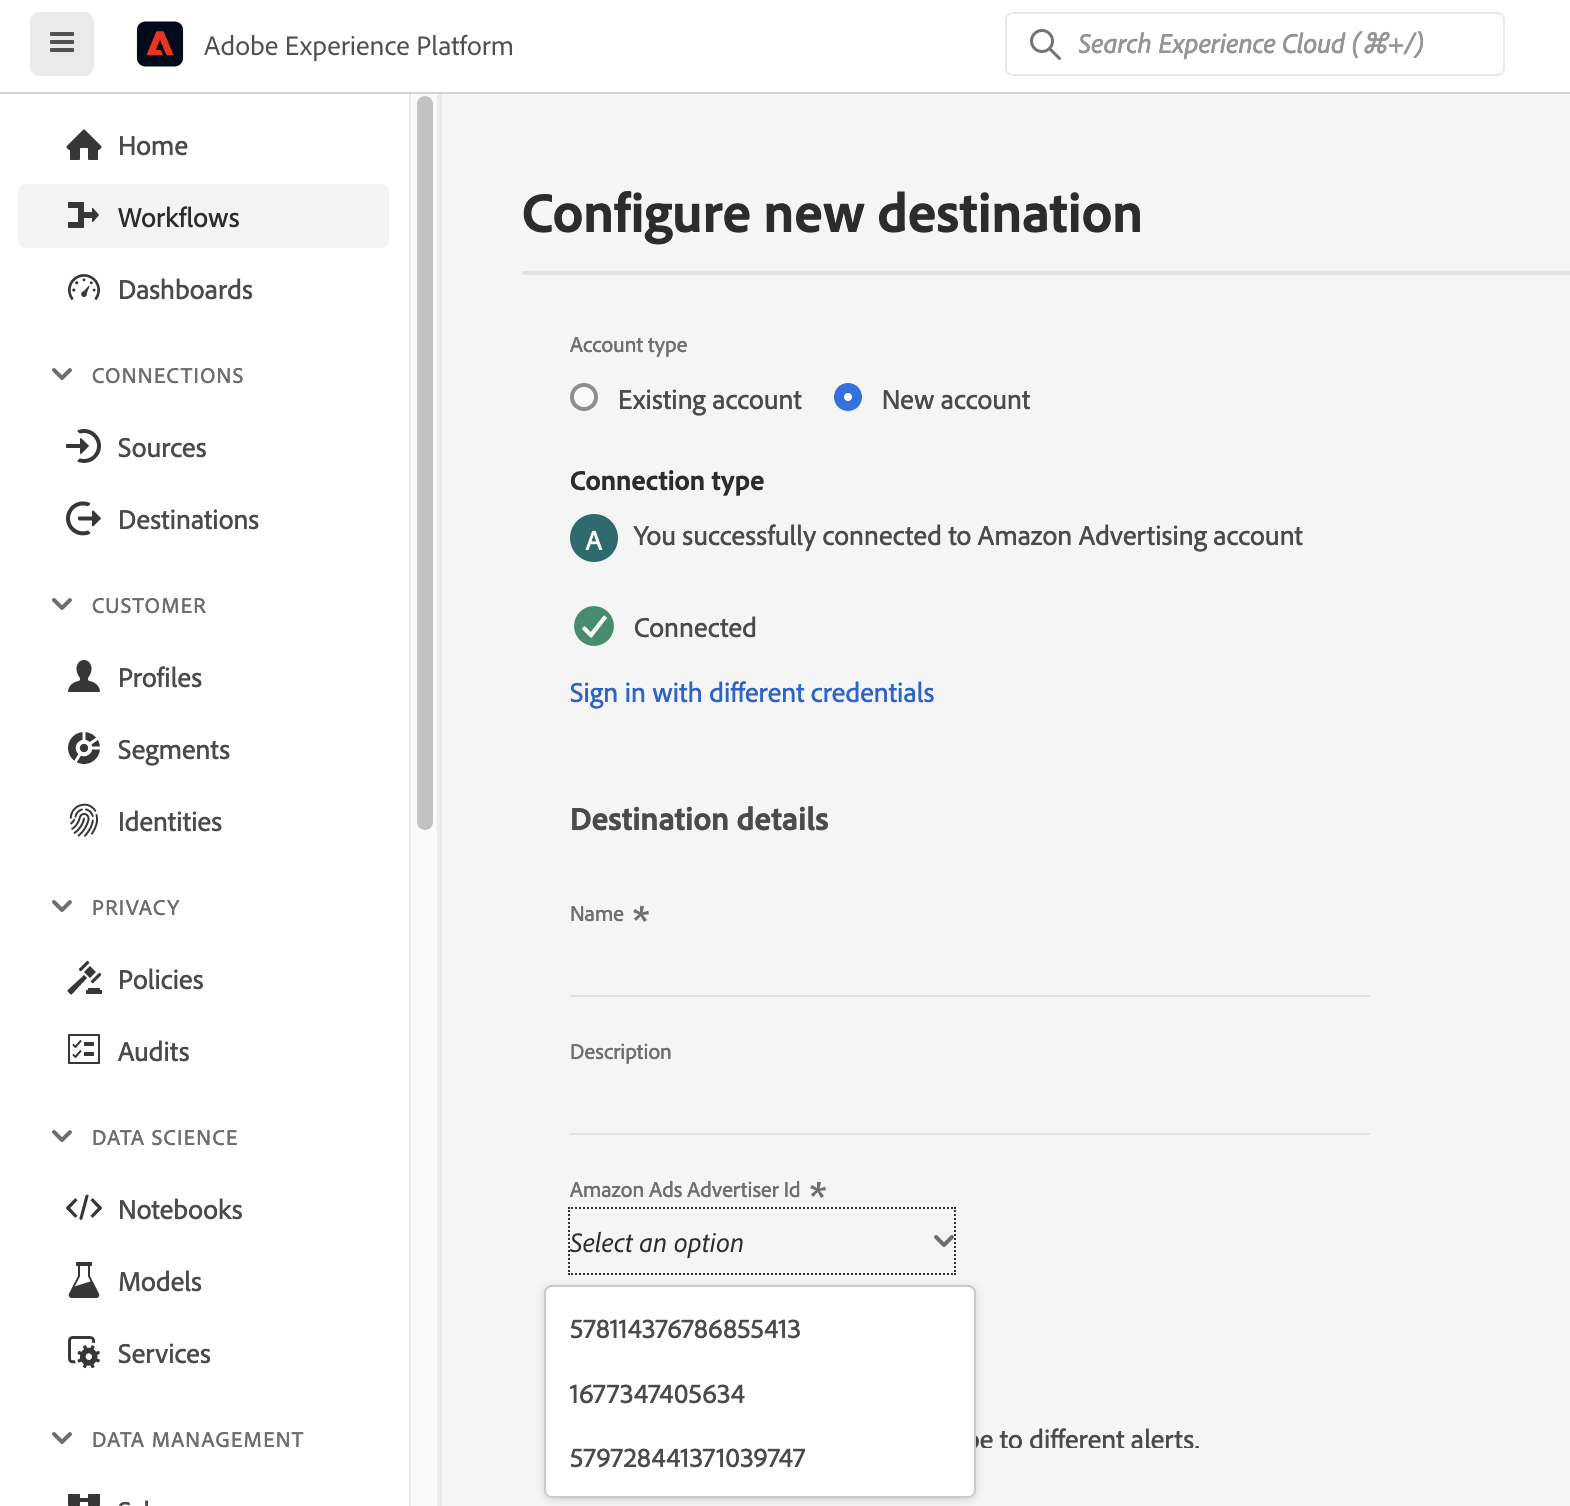 Adobe Experience Platform
Search Experience Cloud (⌘+/)
Home
Workflows
Dashboards
CONNECTIONS
Sources
Destinations
CUSTOMER
Profiles
Segments
Identities
PRIVACY
Policies
Audits
DATA SCIENCE
Notebooks
Models
Services
DATA MANAGEMENT
Configure new destination
Account type
Existing account
New account
Connection type
A You successfully connected to Amazon Advertising account
Connected
Sign in with different credentials
Destination details
Name *
Description
Amazon Ads Advertiser Id *
Select an option
578114376786855413
1677347405634
579728441371039747
to different alerts.